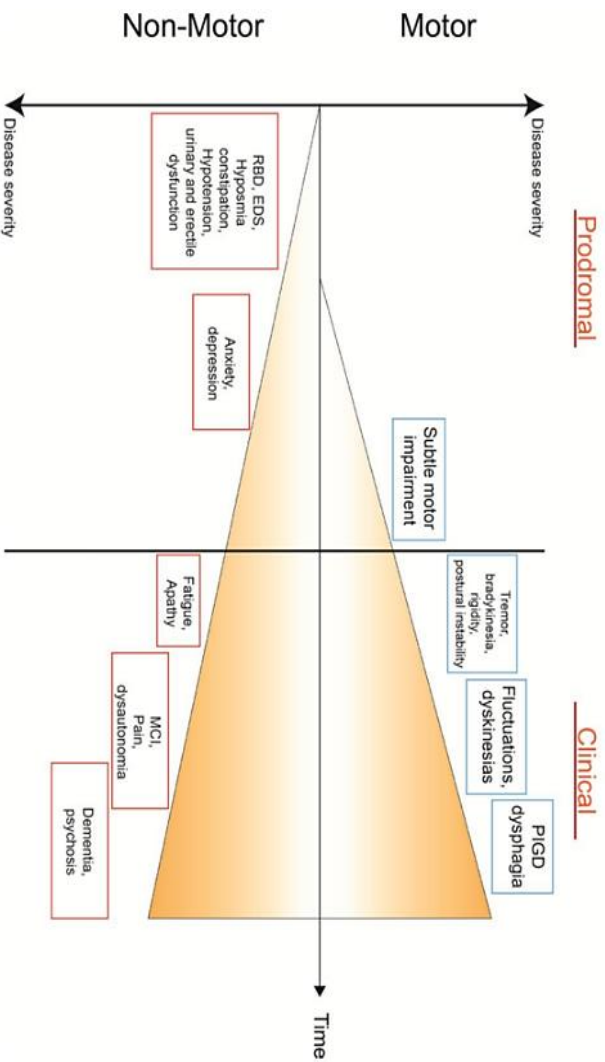 Prodromal
Clinical
Motor
Non-Motor
Disease severity
Disease severity
Subtle motor
impairment
Tremor,
bradykinesia,
rigidity,
postural instability
Fluctuations,
dyskinesias
PIGD
dysphagia
Time
RBD, EDS,
Hyposmia
constipation,
Hypotension,
urinary and erectile
dysfunction
Anxiety,
depression
Fatigue,
Apathy
MCI,
Pain,
dysautonomia
Dementia,
psychosis